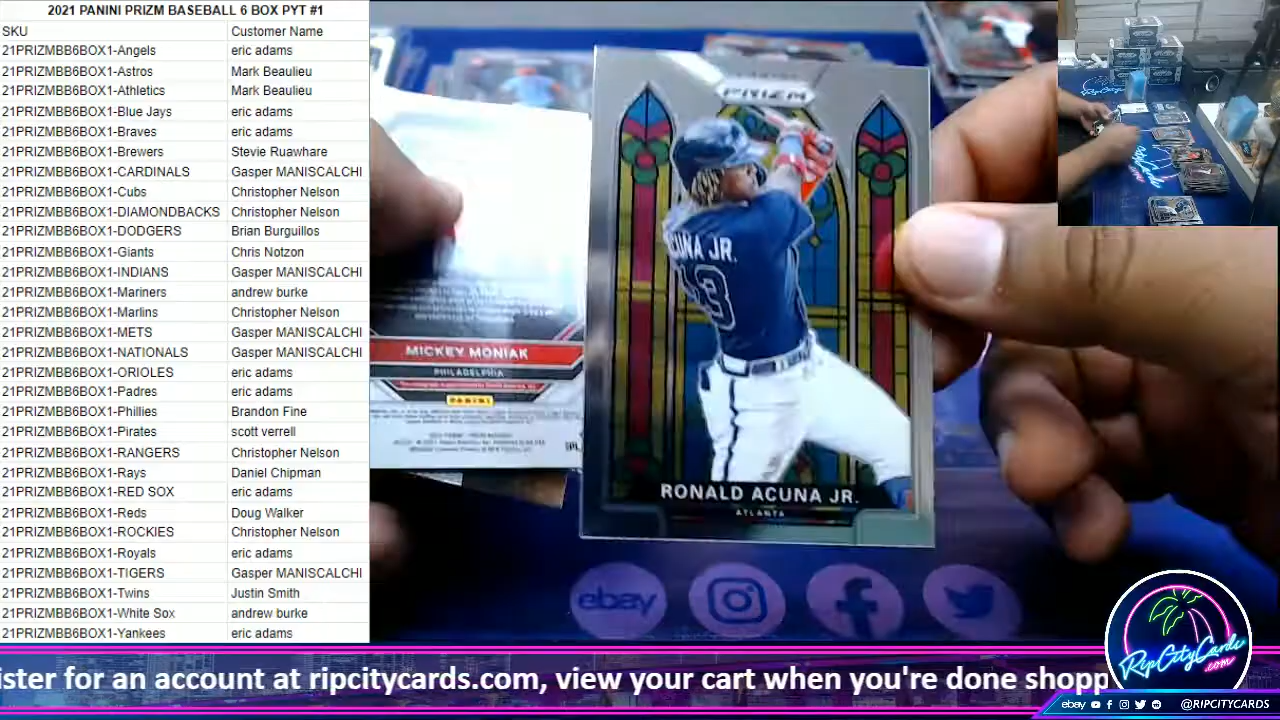 2021 PANINI PRIZM BASEBALL 6 BOX PYT #1
SKU Customer Name
21PRIZMBB6BOX1-Angels eric adams
21PRIZMBB6BOX1-Astros Mark Beaulieu
21PRIZMBB6BOX1-Athletics Mark Beaulieu
21PRIZMBB6BOX1-Blue Jays eric adams
21PRIZMBB6BOX1-Braves eric adams
21PRIZMBB6BOX1-Brewers Stevie Ruawhare
21PRIZMBB6BOX1-CARDINALS Gasper MANISCALCHI
21PRIZMBB6BOX1-Cubs Christopher Nelson
21PRIZMBB6BOX1-DIAMONDBACKS Christopher Nelson
21PRIZMBB6BOX1-DODGERS Brian Burguillos
21PRIZMBB6BOX1-Giants Chris Notzon
21PRIZMBB6BOX1-INDIANS Gasper MANISCALCHI
21PRIZMBB6BOX1-Mariners andrew burke
21PRIZMBB6BOX1-Marlins Christopher Nelson
21PRIZMBB6BOX1-METS Gasper MANISCALCHI
21PRIZMBB6BOX1-NATIONALS Gasper MANISCALCHI
21PRIZMBB6BOX1-ORIOLES eric adams
21PRIZMBB6BOX1-Padres eric adams
21PRIZMBB6BOX1-Phillies Brandon Fine
21PRIZMBB6BOX1-Pirates scott verrell
21PRIZMBB6BOX1-RANGERS Christopher Nelson
21PRIZMBB6BOX1-Rays Daniel Chipman
21PRIZMBB6BOX1-RED SOX eric adams
21PRIZMBB6BOX1-Reds Doug Walker
21PRIZMBB6BOX1-ROCKIES Christopher Nelson
21PRIZMBB6BOX1-Royals eric adams
21PRIZMBB6BOX1-TIGERS Gasper MANISCALCHI
21PRIZMBB6BOX1-Twins Justin Smith
21PRIZMBB6BOX1-White Sox andrew burke
21PRIZMBB6BOX1-Yankees eric adams
PRIZM
ACUNA JR.
13
RONALD ACUNA JR.
ATLANTA
MICKEY MONIAK
PHILADELPHIA
PANINI
ebay
RipCityCards
.com
ister for an account at ripcitycards.com, view your cart when you're done shopp
ebay @RIPCITYCARDS